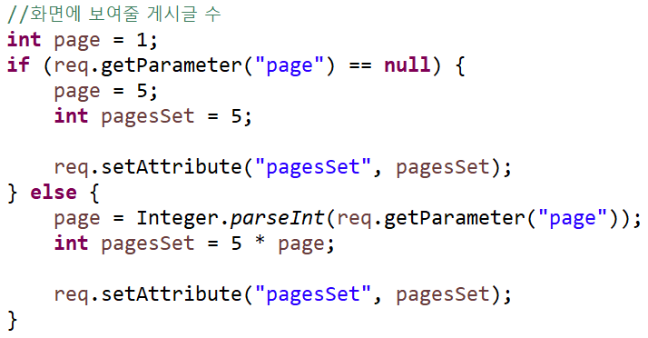 //화면에 보여줄 게시글 수
int page = 1;
if (req.getParameter("page") == null) {
    page = 5;
    int pagesSet = 5;

    req.setAttribute("pagesSet", pagesSet);
} else {
    page = Integer.parseInt(req.getParameter("page"));
    int pagesSet = 5 * page;

    req.setAttribute("pagesSet", pagesSet);
}